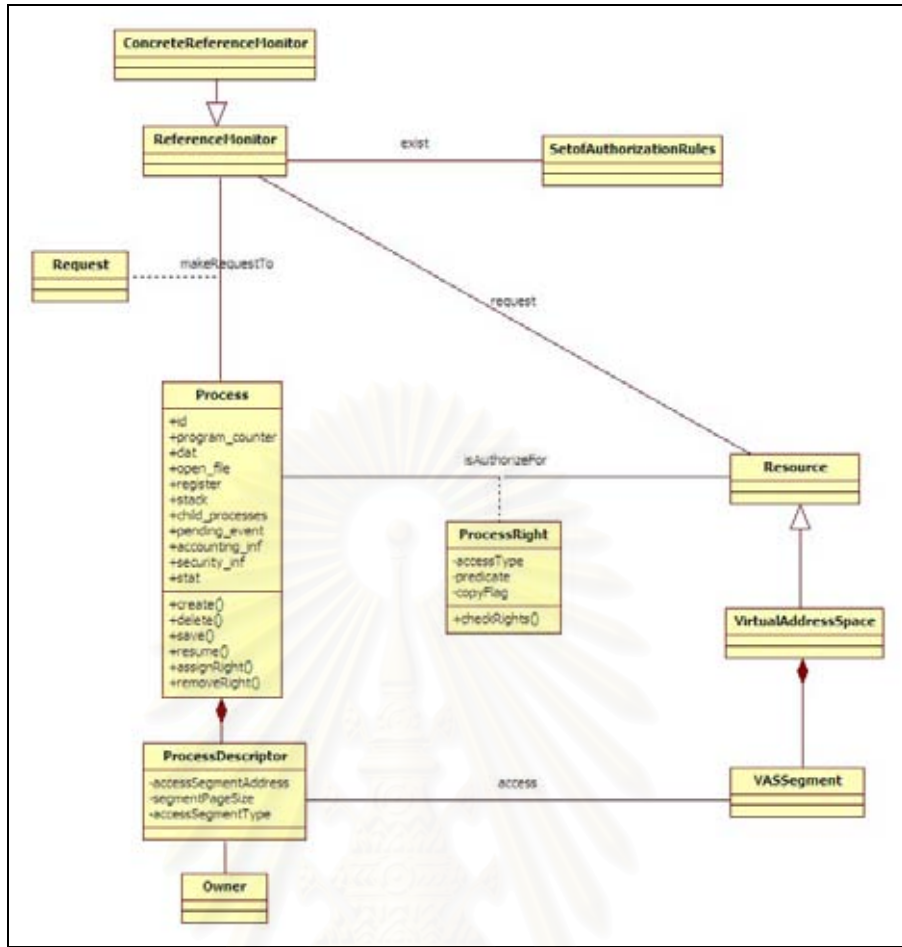 ConcreteReferenceMonitor
ReferenceMonitor
exist
SetofAuthorizationRules
Request
makeRequestTo
request
Process
+id
+program_counter
+dat
+open_file
+register
+stack
+child_processes
+pending_event
+accounting_inf
+security_inf
+stat
+create()
+delete()
+save()
+resume()
+assignRight()
+removeRight()
isAuthorizeFor
Resource
ProcessRight
-accessType
-predicate
-copyFlag
+checkRights()
VirtualAddressSpace
ProcessDescriptor
-accessSegmentAddress
-segmentPageSize
-accessSegmentType
access
VASSegment
Owner